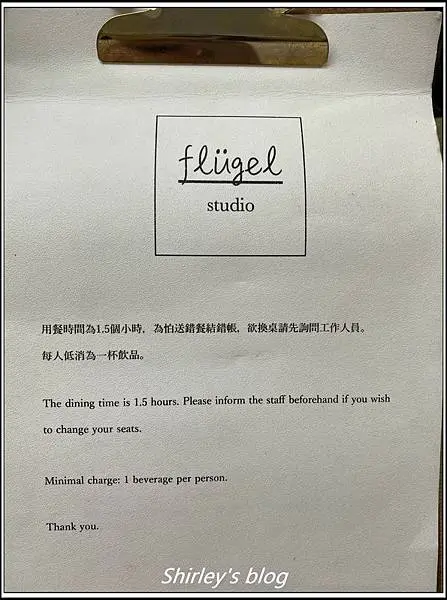 flügel
studio
用餐時間為1.5個小時，為怕送錯餐結錯帳，欲換桌請先詢問工作人員。
每人低消為一杯飲品。
The dining time is 1.5 hours. Please inform the staff beforehand if you wish
to change your seats.
Minimal charge: 1 beverage per person.
Thank you.
Shirley's blog